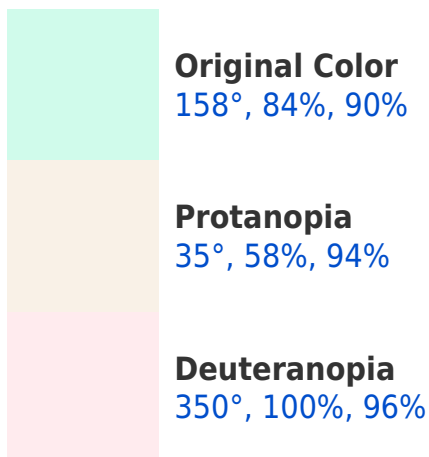 Original Color
158°, 84%, 90%
Protanopia
35°, 58%, 94%
Deuteranopia
350°, 100%, 96%